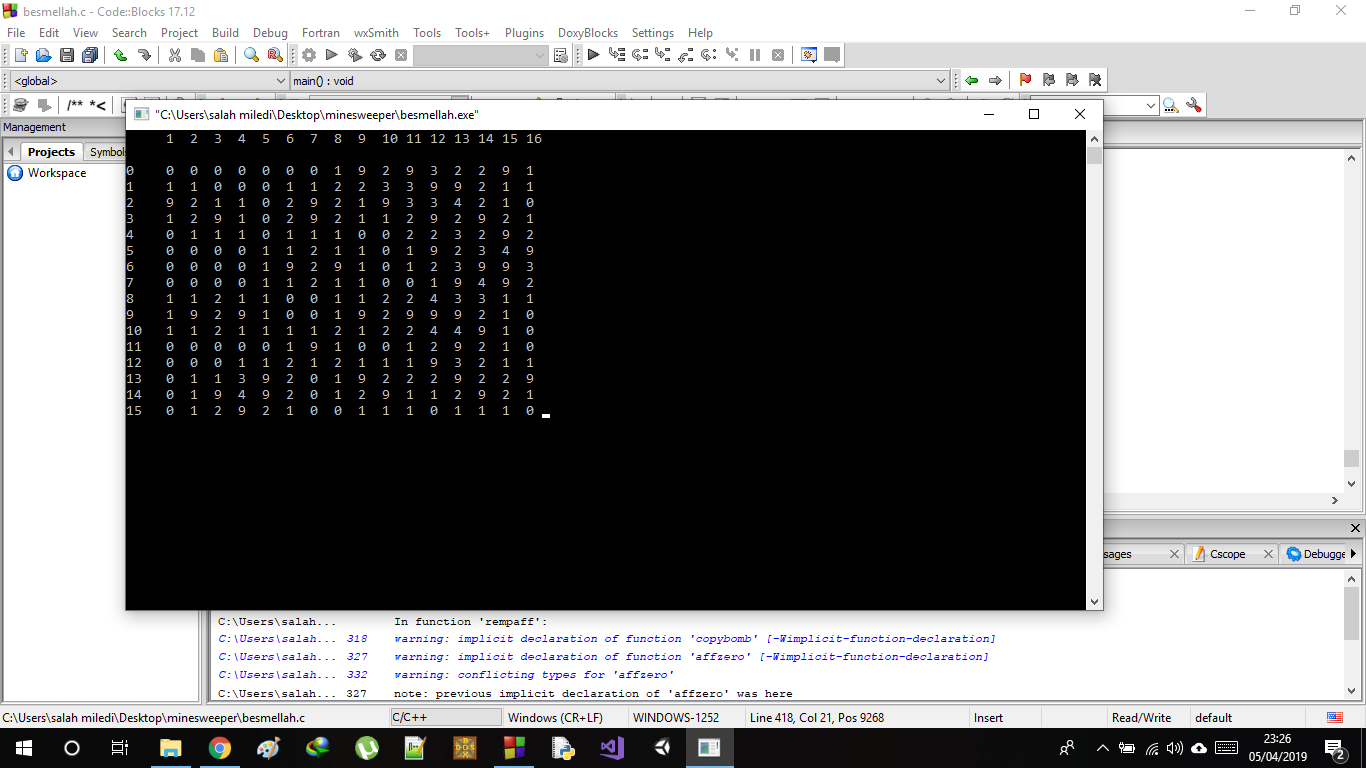 besmellah.c - Code::Blocks 17.12
File Edit View Search Project Build Debug Fortran wxSmith Tools Tools+ Plugins DoxyBlocks Settings Help
<global> main() : void
/** *<
Management
"C:\Users\salah miledi\Desktop\minesweeper\besmellah.exe"
Projects Symbol
Workspace
1 2 3 4 5 6 7 8 9 10 11 12 13 14 15 16
0 0 0 0 0 0 0 0 1 9 2 9 3 2 2 9 1
1 1 1 0 0 0 1 1 2 2 3 3 9 9 2 1 1
2 9 2 1 1 0 2 9 2 1 9 3 3 4 2 1 0
3 1 2 9 1 0 2 9 2 1 1 2 9 2 9 2 1
4 0 1 1 1 0 1 1 1 0 0 2 2 3 2 9 2
5 0 0 0 0 1 1 2 1 1 0 1 9 2 3 4 9
6 0 0 0 0 1 9 2 9 1 0 1 2 3 9 9 3
7 0 0 0 0 1 1 2 1 1 0 0 1 9 4 9 2
8 1 1 2 1 1 0 0 1 1 2 2 4 3 3 1 1
9 1 9 2 9 1 0 0 1 9 2 9 9 9 2 1 0
10 1 1 2 1 1 1 1 2 1 2 2 4 4 9 1 0
11 0 0 0 0 0 1 9 1 0 0 1 2 9 2 1 0
12 0 0 0 1 1 2 1 2 1 1 1 9 3 2 1 1
13 0 1 1 3 9 2 0 1 9 2 2 2 9 2 2 9
14 0 1 9 4 9 2 0 1 2 9 1 1 2 9 2 1
15 0 1 2 9 2 1 0 0 1 1 1 0 1 1 1 0
ssages Cscope Debugge
C:\Users\salah... In function 'rempaff':
C:\Users\salah... 318 warning: implicit declaration of function 'copybomb' [-Wimplicit-function-declaration]
C:\Users\salah... 327 warning: implicit declaration of function 'affzero' [-Wimplicit-function-declaration]
C:\Users\salah... 332 warning: conflicting types for 'affzero'
C:\Users\salah... 327 note: previous implicit declaration of 'affzero' was here
C:\Users\salah miledi\Desktop\minesweeper\besmellah.c C/C++ Windows (CR+LF) WINDOWS-1252 Line 418, Col 21, Pos 9268 Insert Read/Write default
DOS
23:26
05/04/2019
2